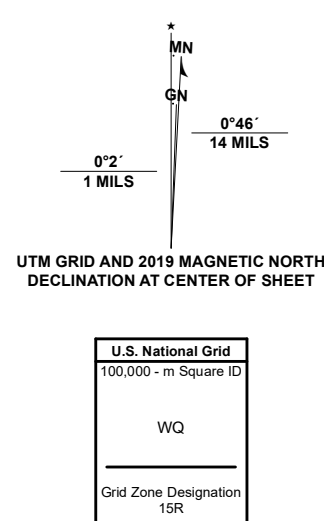 ★
MN
GN
0°46´
14 MILS
0°2´
1 MILS
UTM GRID AND 2019 MAGNETIC NORTH
DECLINATION AT CENTER OF SHEET
U.S. National Grid
100,000 - m Square ID
WQ
Grid Zone Designation
15R